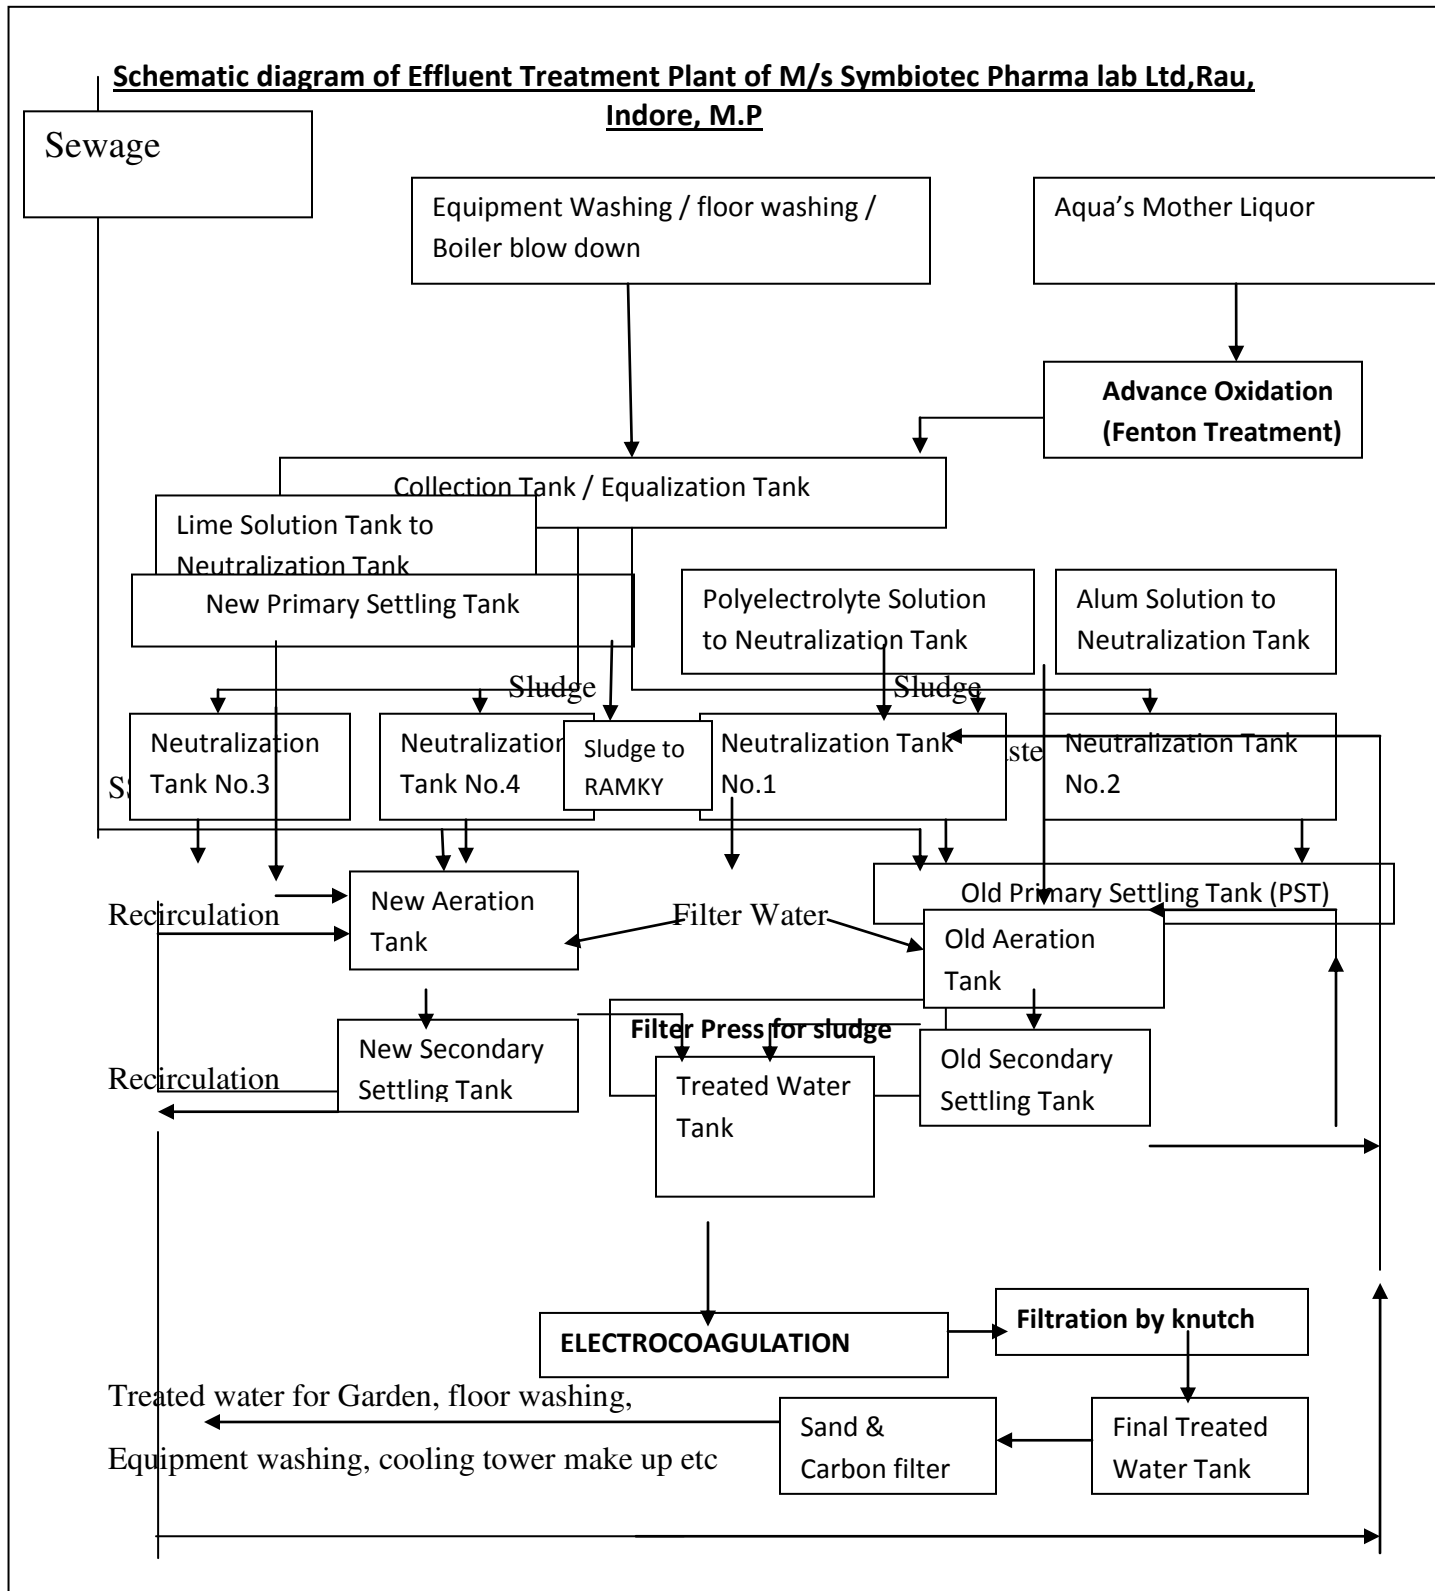 Schematic diagram of Effluent Treatment Plant of M/s Symbiotec Pharma lab Ltd,Rau,
Indore, M.P
Sewage
Equipment Washing / floor washing /
Boiler blow down
Aqua’s Mother Liquor
Advance Oxidation
(Fenton Treatment)
Collection Tank / Equalization Tank
Lime Solution Tank to
Neutralization Tank
New Primary Settling Tank
Polyelectrolyte Solution
to Neutralization Tank
Alum Solution to
Neutralization Tank
Sludge
Sludge
Neutralization
Tank No.3
Neutralization
Tank No.4
Sludge to
RAMKY
Neutralization Tank
No.1
Neutralization Tank
No.2
Old Primary Settling Tank (PST)
New Aeration
Tank
Recirculation
Filter Water
Old Aeration
Tank
Filter Press for sludge
New Secondary
Settling Tank
Recirculation
Treated Water
Tank
Old Secondary
Settling Tank
ELECTROCOAGULATION
Filtration by knutch
Treated water for Garden, floor washing,
Equipment washing, cooling tower make up etc
Sand &
Carbon filter
Final Treated
Water Tank